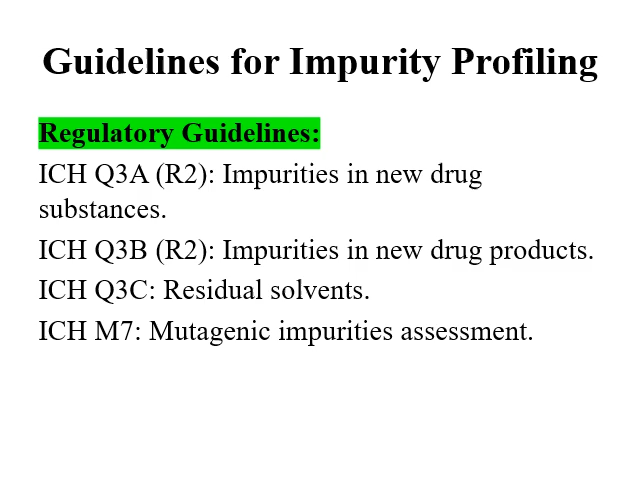 Guidelines for Impurity Profiling
Regulatory Guidelines:
ICH Q3A (R2): Impurities in new drug
substances.
ICH Q3B (R2): Impurities in new drug products.
ICH Q3C: Residual solvents.
ICH M7: Mutagenic impurities assessment.